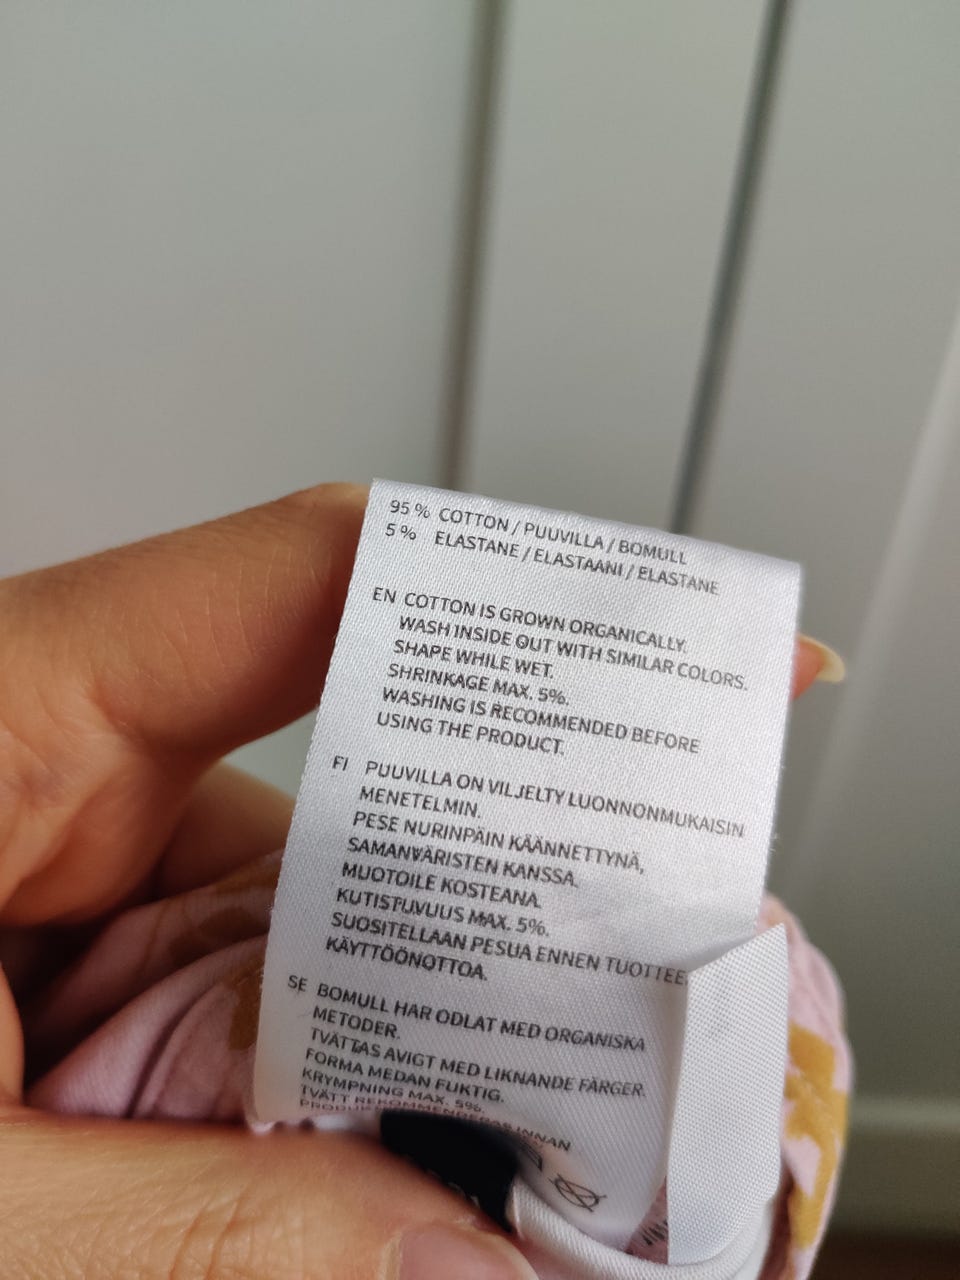 95 % COTTON / PUUVILLA / BOMULL
5 % ELASTANE / ELASTAANI / ELASTANE
EN COTTON IS GROWN ORGANICALLY.
WASH INSIDE OUT WITH SIMILAR COLORS.
SHAPE WHILE WET.
SHRINKAGE MAX. 5%.
WASHING IS RECOMMENDED BEFORE
USING THE PRODUCT.
FI PUUVILLA ON VILJELTY LUONNONMUKAISIN
MENETELMIN.
PESE NURINPÄIN KÄÄNNETTYNÄ,
SAMANVÄRISTEN KANSSA.
MUOTOILE KOSTEANA.
KUTISTUVUUS MAX. 5%.
SUOSITELLAAN PESUA ENNEN TUOTTEE
KÄYTTÖÖNOTTOA.
SE BOMULL HAR ODLAT MED ORGANISKA
METODER.
TVÄTTAS AVIGT MED LIKNANDE FÄRGER.
FORMA MEDAN FUKTIG.
KRYMPNING MAX. 5%.
TVÄTT REKOMMENDERAS INNAN